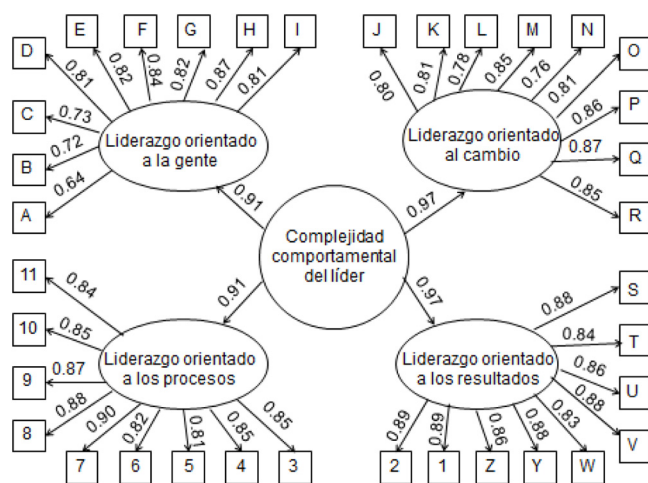 D E F G H I J K L M N O
0.81 0.82 0.84 0.82 0.87 0.81 0.80 0.81 0.78 0.85 0.76 0.81
C 0.73
B 0.72
A 0.64
Liderazgo orientado
a la gente
Liderazgo orientado
al cambio
0.86 P
0.87 Q
0.85 R
0.91
0.97
Complejidad
comportamental
del líder
0.91
0.97
11 0.84
10 0.85
9 0.87
8 0.88
Liderazgo orientado
a los procesos
Liderazgo orientado
a los resultados
0.88 S
0.84 T
0.86 U
0.88 V
0.90 0.82 0.81 0.85 0.85 0.89 0.89 0.86 0.88 0.83
7 6 5 4 3 2 1 Z Y W